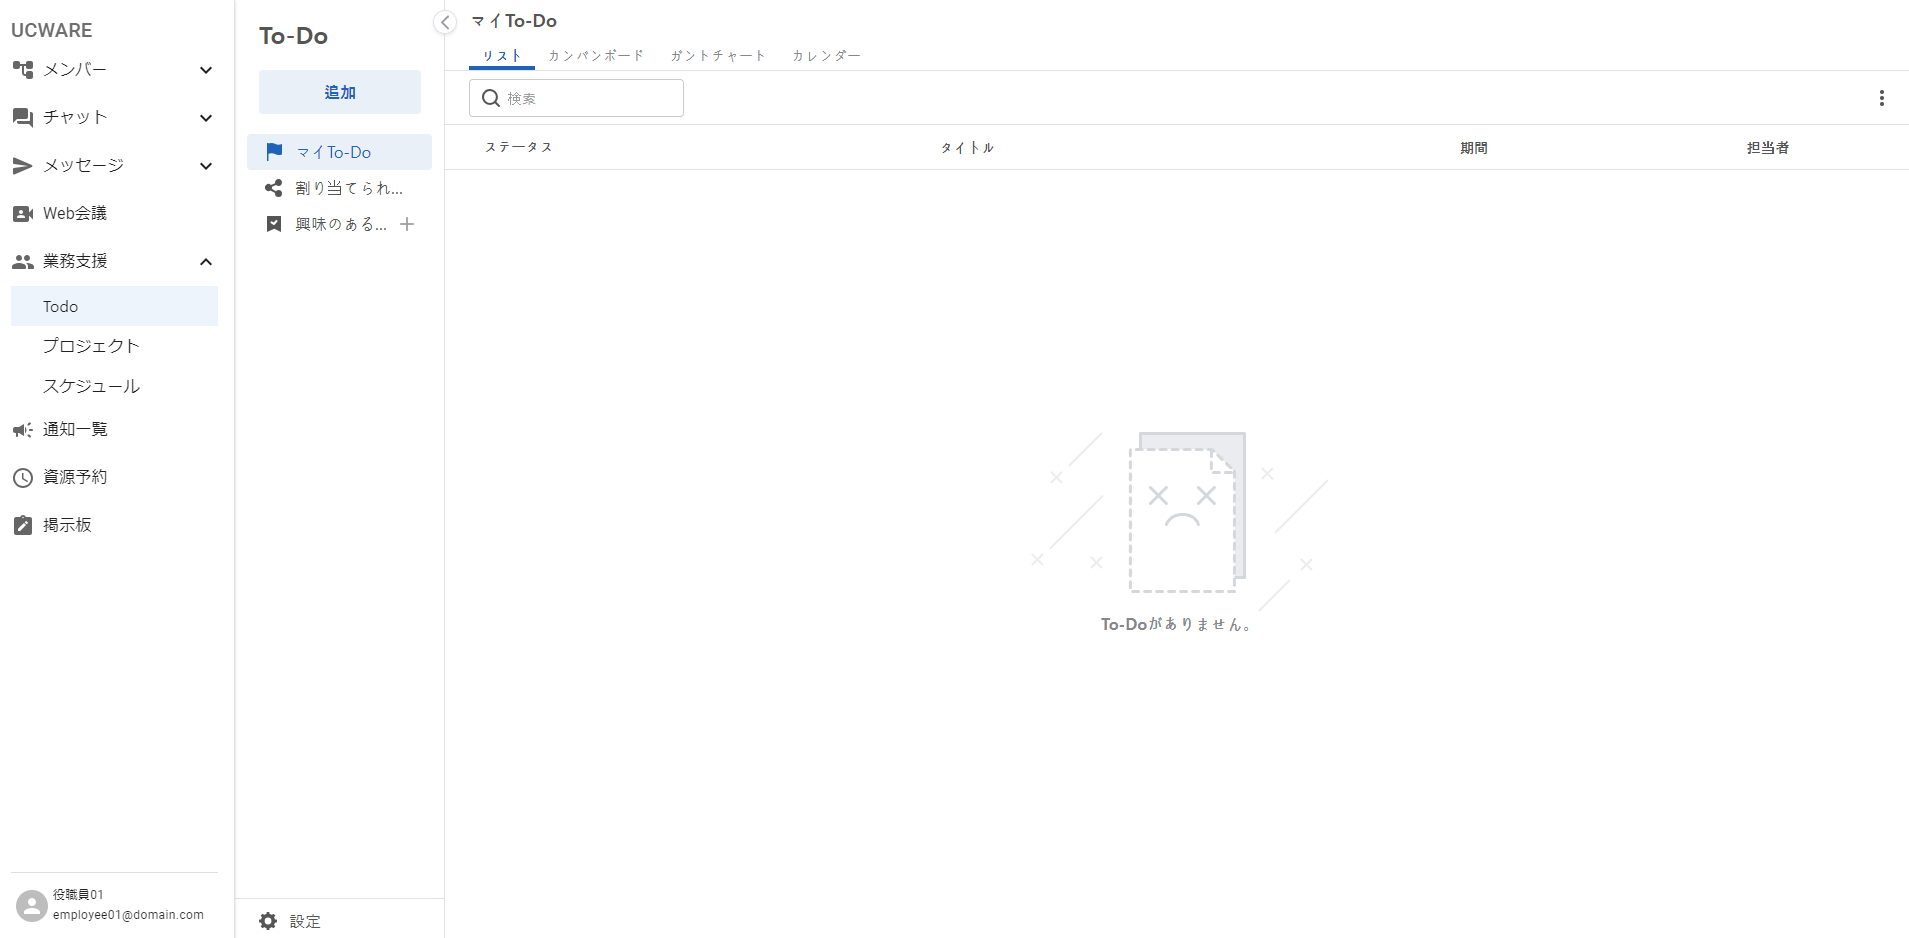 UCWARE
メンバー
チャット
メッセージ
Web会議
業務支援
Todo
プロジェクト
スケジュール
通知一覧
資源予約
掲示板
役職員01
employee01@domain.com
To-Do
追加
マイTo-Do
割り当てられ...
興味のある...
設定
マイTo-Do
リスト カンバンボード ガントチャート カレンダー
検索
ステータス タイトル 期間 担当者
To-Doがありません。